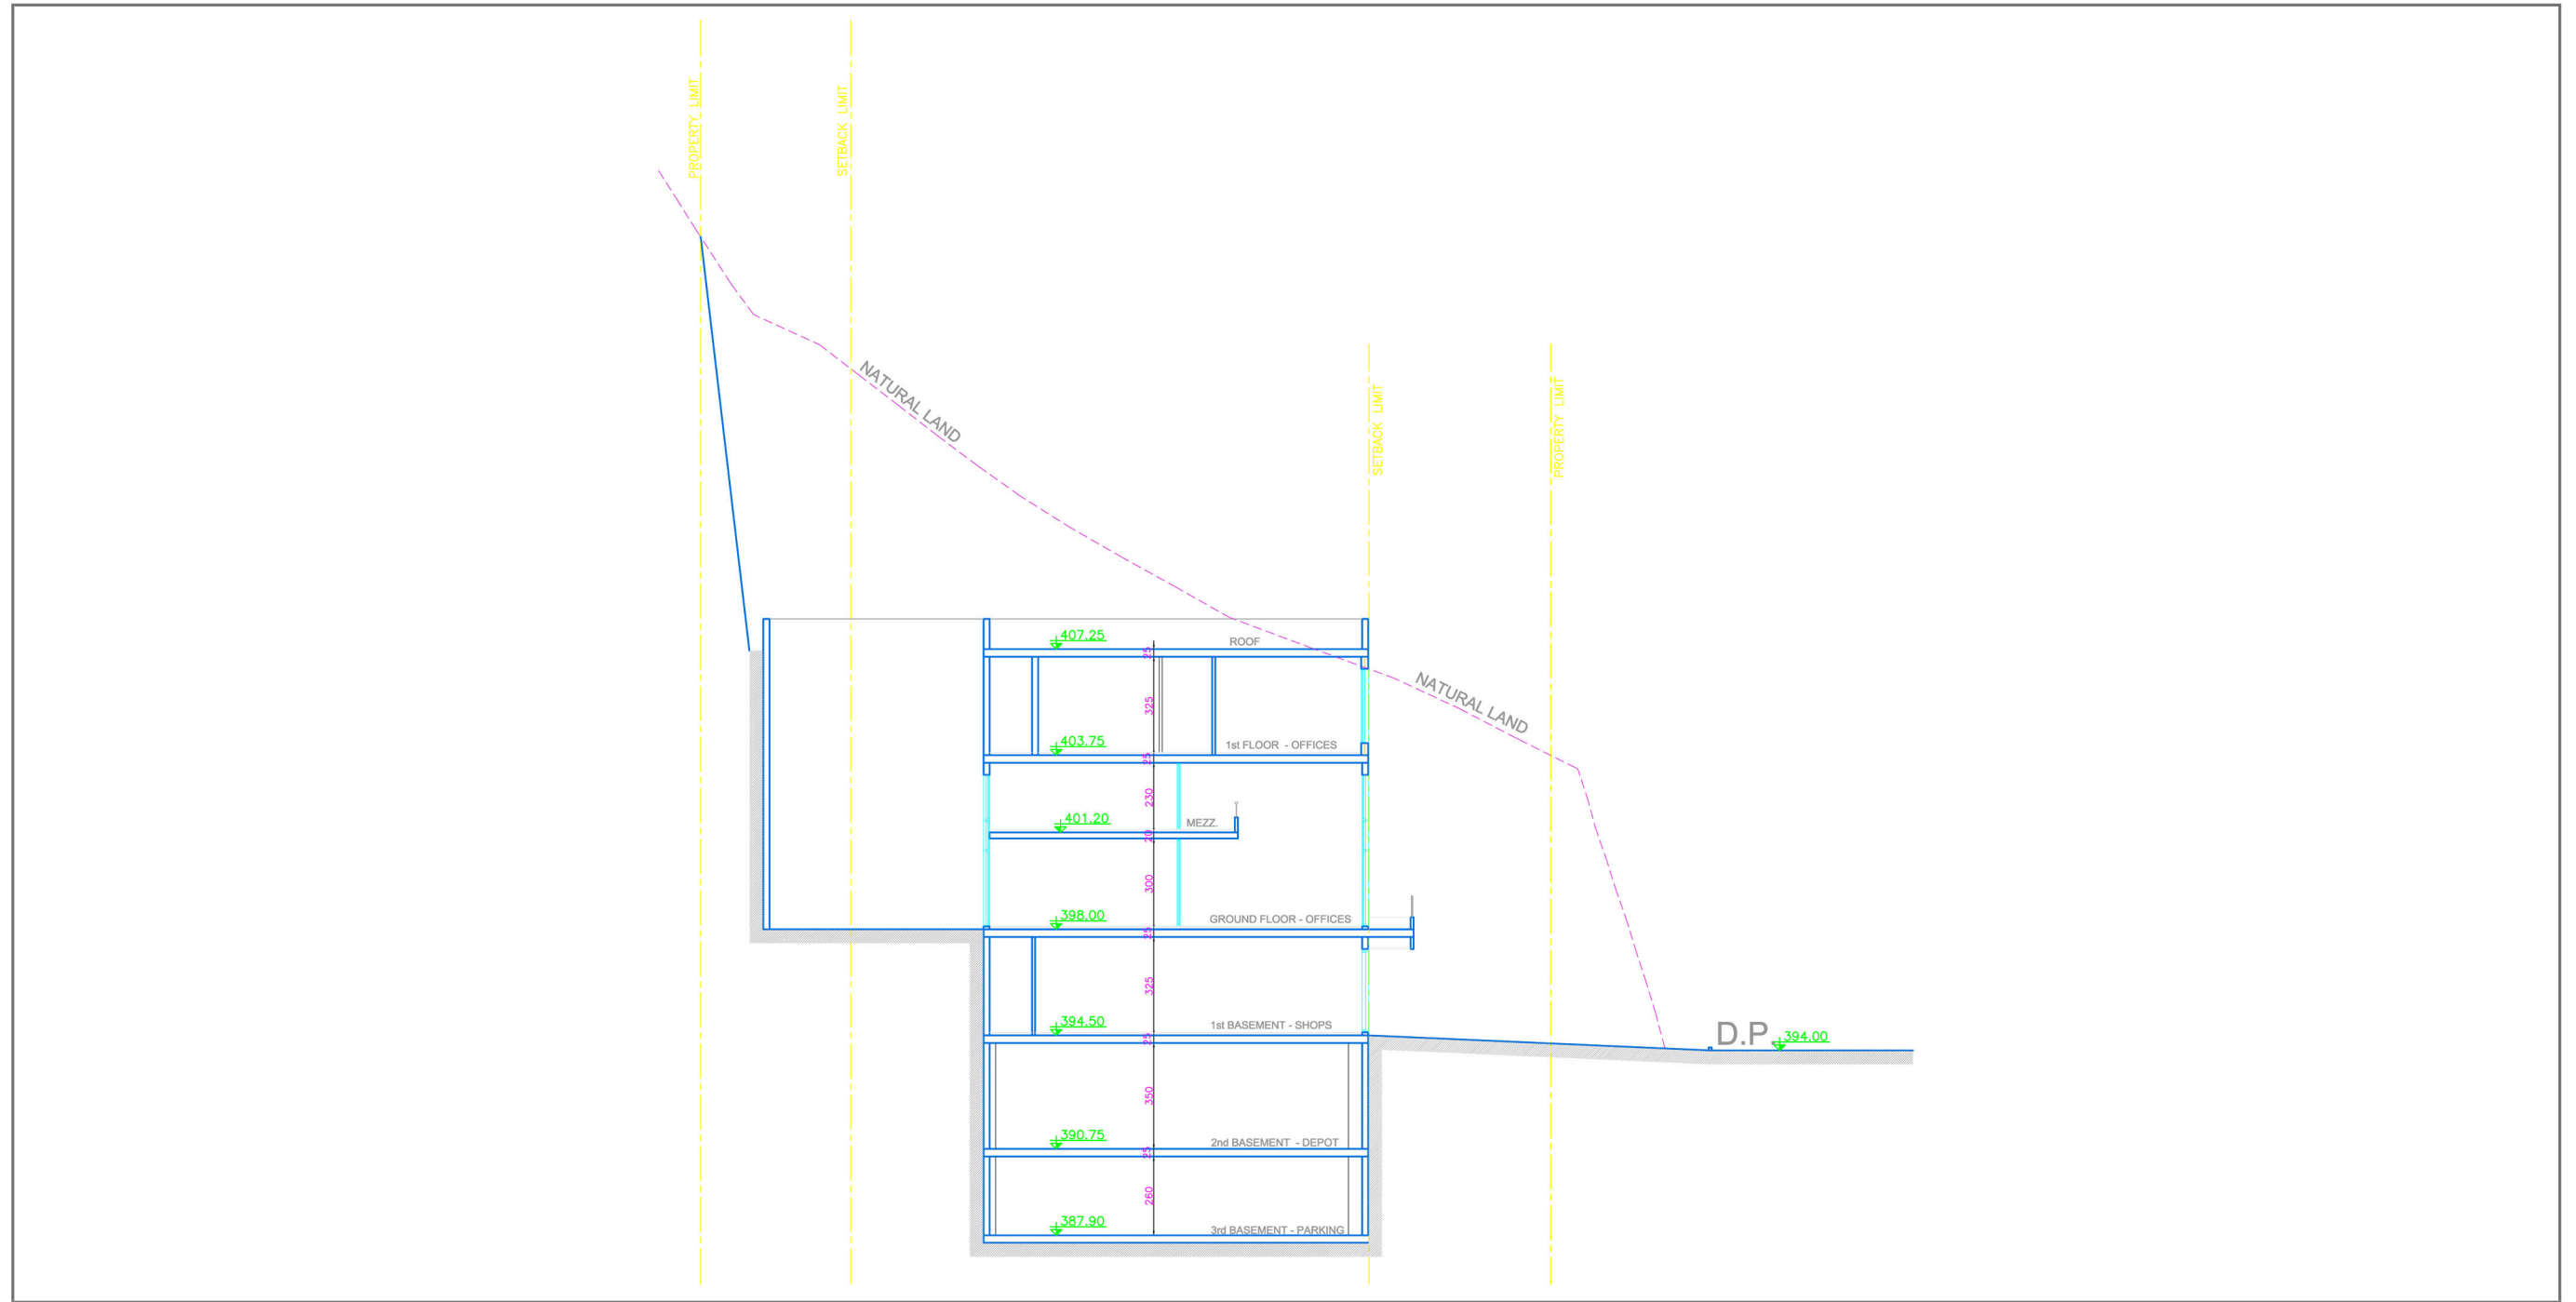 PROPERTY LIMIT
SETBACK LIMIT
NATURAL LAND
SETBACK LIMIT
PROPERTY LIMIT
407.25
ROOF
25
325
NATURAL LAND
403.75
1st FLOOR - OFFICES
25
230
401.20
MEZZ.
20
300
398.00
GROUND FLOOR - OFFICES
25
325
394.50
1st BASEMENT - SHOPS
25
D.P.
394.00
350
390.75
2nd BASEMENT - DEPOT
25
260
387.90
3rd BASEMENT - PARKING